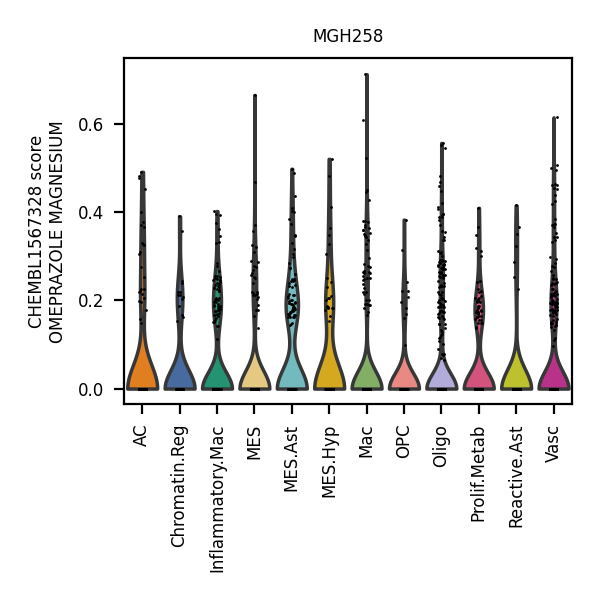 MGH258
CHEMBL1567328 score
OMEPRAZOLE MAGNESIUM
0.6
0.4
0.2
0.0
AC
Chromatin.Reg
Inflammatory.Mac
MES
MES.Ast
MES.Hyp
Mac
OPC
Oligo
Prolif.Metab
Reactive.Ast
Vasc